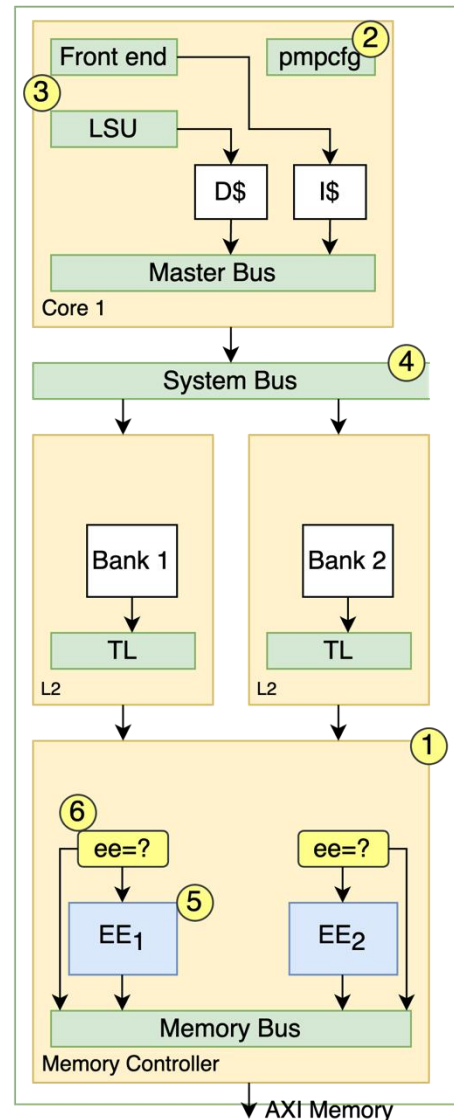 2
Front end
pmpcfg
3
LSU
D$
I$
Master Bus
Core 1
4
System Bus
Bank 1
Bank 2
TL
TL
L2
L2
1
6
ee=?
ee=?
5
EE1
EE2
Memory Bus
Memory Controller
AXI Memory